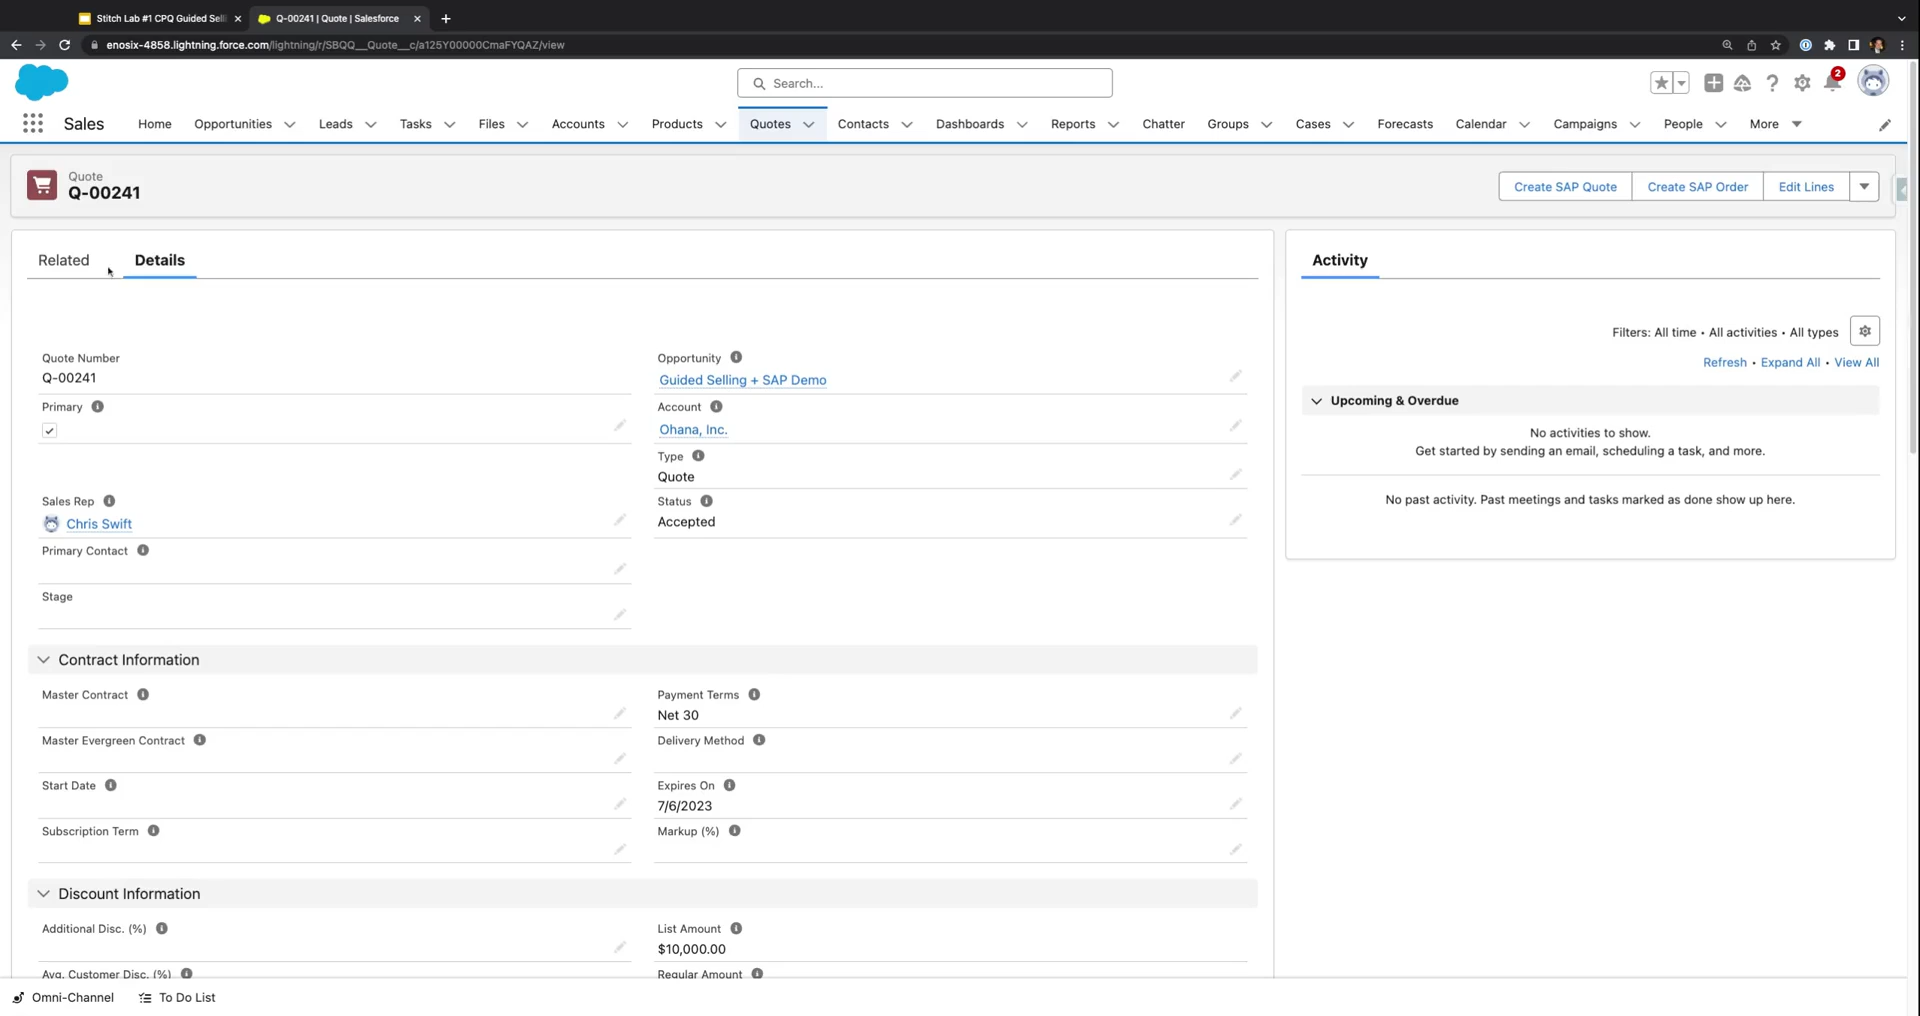 Stitch Lab #1 CPQ Guided Sell
Q-00241 | Quote | Salesforce
enosix-4858.lightning.force.com/lightning/r/SBQQ__Quote__c/a125Y00000CmaFYQAZ/view
Search...
2
Sales
Home
Opportunities
Leads
Tasks
Files
Accounts
Products
Quotes
Contacts
Dashboards
Reports
Chatter
Groups
Cases
Forecasts
Calendar
Campaigns
People
More
Quote
Q-00241
Create SAP Quote
Create SAP Order
Edit Lines
Related
Details
Quote Number
Q-00241
Opportunity
Guided Selling + SAP Demo
Primary
Account
Ohana, Inc.
Type
Quote
Sales Rep
Chris Swift
Status
Accepted
Primary Contact
Stage
Contract Information
Master Contract
Payment Terms
Net 30
Master Evergreen Contract
Delivery Method
Start Date
Expires On
7/6/2023
Subscription Term
Markup (%)
Discount Information
Additional Disc. (%)
List Amount
$10,000.00
Avg. Customer Disc. (%)
Regular Amount
Activity
Filters: All time • All activities • All types
Refresh • Expand All • View All
Upcoming & Overdue
No activities to show.
Get started by sending an email, scheduling a task, and more.
No past activity. Past meetings and tasks marked as done show up here.
Omni-Channel
To Do List